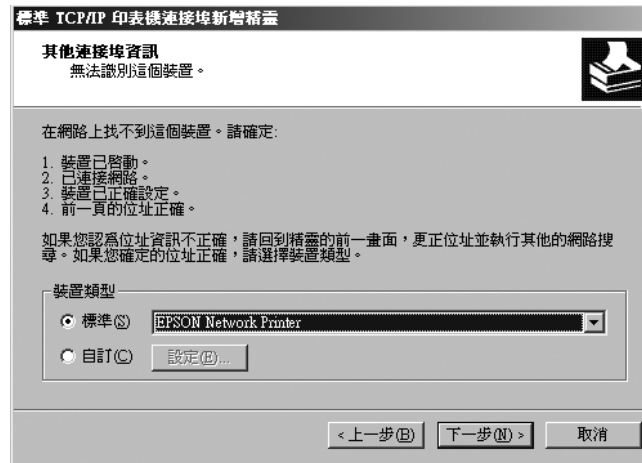 標準 TCP/IP 印表機連接埠新增精靈
其他連接埠資訊
無法識別這個裝置。
在網路上找不到這個裝置。請確定:
1. 裝置已啓動。
2. 已連接網路。
3. 裝置已正確設定。
4. 前一頁的位址正確。
如果您認爲位址資訊不正確，請回到精靈的前一畫面，更正位址並執行其他的網路搜
尋。如果您確定的位址正確，請選擇裝置類型。
裝置類型
標準(S) EPSON Network Printer
自訂(C) 設定(E)...
<上一步(B) 下一步(N)> 取消